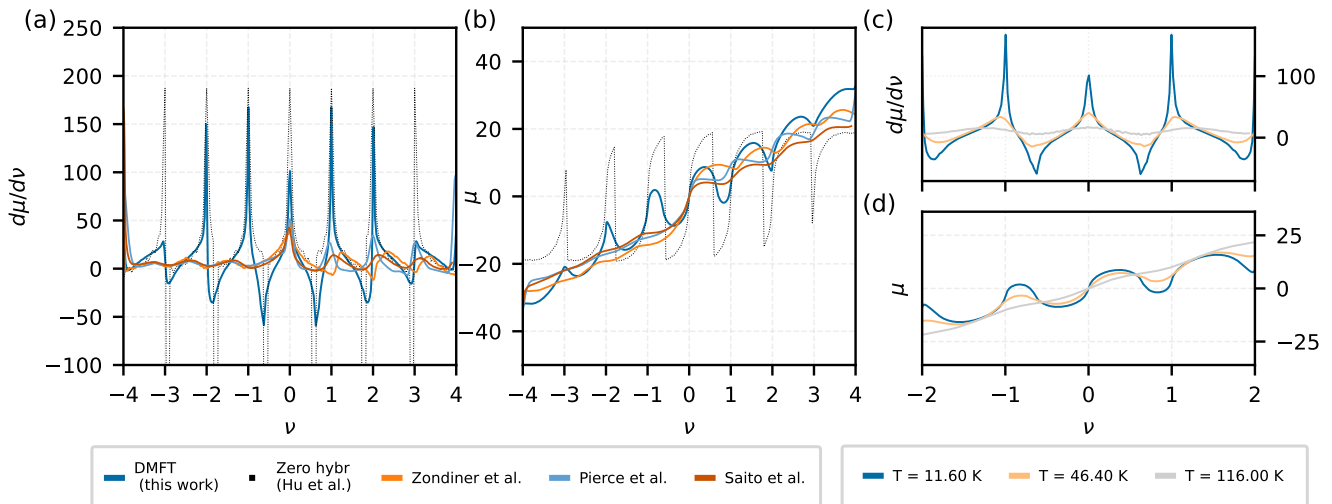 (a)
250
200
150
100
50
0
−50
−100
dμ/dν
−4 −3 −2 −1 0 1 2 3 4
ν
(b)
40
20
0
−20
−40
μ
−4 −3 −2 −1 0 1 2 3 4
ν
(c)
dμ/dν
100
0
(d)
μ
25
0
−25
−2 −1 0 1 2
ν
DMFT
(this work)
Zero hybr
(Hu et al.)
Zondiner et al.
Pierce et al.
Saito et al.
T = 11.60 K
T = 46.40 K
T = 116.00 K